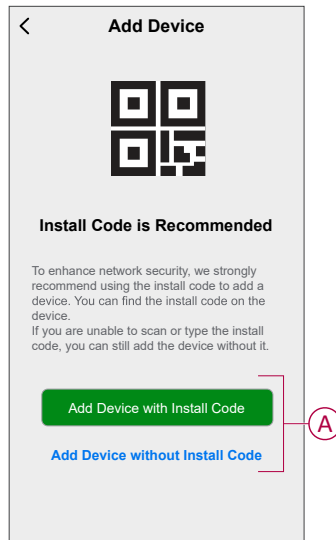 Add Device
Install Code is Recommended
To enhance network security, we strongly
recommend using the install code to add a
device. You can find the install code on the
device.
If you are unable to scan or type the install
code, you can still add the device without it.
Add Device with Install Code
A
Add Device without Install Code